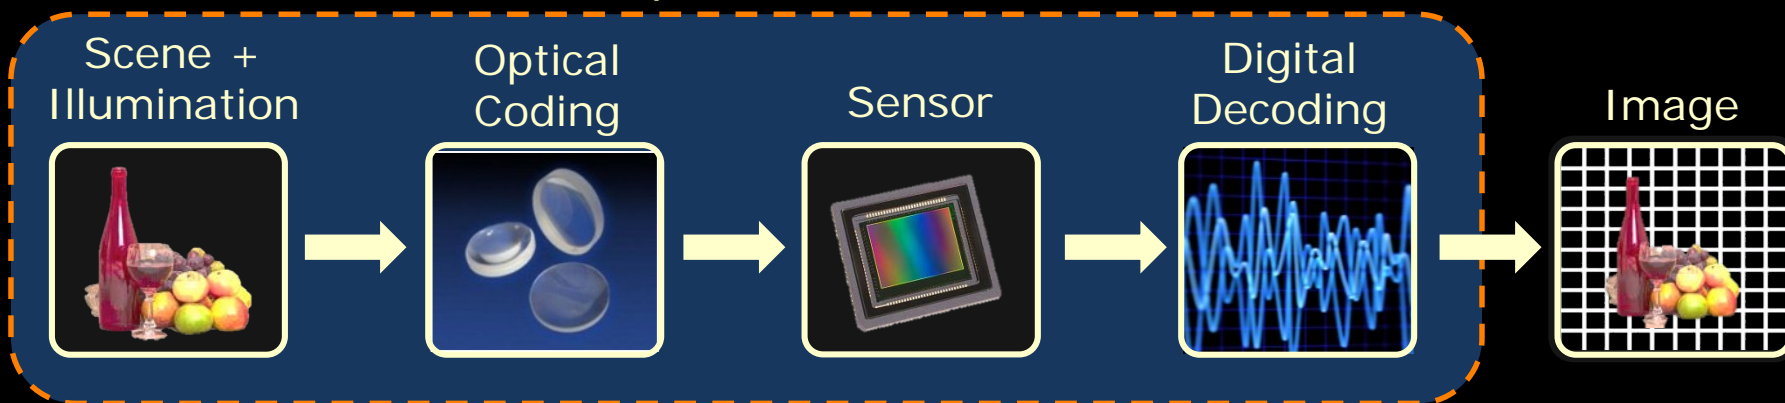 Scene +
Illumination
Optical
Coding
Sensor
Digital
Decoding
Image